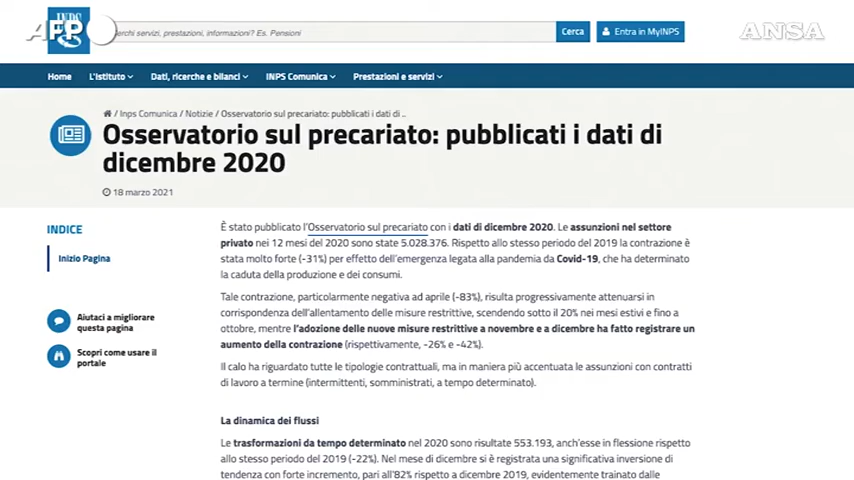 AFP
INPS
cerchi servizi, prestazioni, informazioni? Es. Pensioni
Cerca
Entra in MyINPS
ANSA
Home
L'Istituto
Dati, ricerche e bilanci
INPS Comunica
Prestazioni e servizi
/ Inps Comunica / Notizie / Osservatorio sul precariato: pubblicati i dati di ..
Osservatorio sul precariato: pubblicati i dati di
dicembre 2020
18 marzo 2021
INDICE
Inizio Pagina
Aiutaci a migliorare
questa pagina
Scopri come usare il
portale
È stato pubblicato l'Osservatorio sul precariato con i dati di dicembre 2020. Le assunzioni nel settore
privato nei 12 mesi del 2020 sono state 5.028.376. Rispetto allo stesso periodo del 2019 la contrazione è
stata molto forte (-31%) per effetto dell'emergenza legata alla pandemia da Covid-19, che ha determinato
la caduta della produzione e dei consumi.
Tale contrazione, particolarmente negativa ad aprile (-83%), risulta progressivamente attenuarsi in
corrispondenza dell'allentamento delle misure restrittive, scendendo sotto il 20% nei mesi estivi e fino a
ottobre, mentre l'adozione delle nuove misure restrittive a novembre e a dicembre ha fatto registrare un
aumento della contrazione (rispettivamente, -26% e -42%).
Il calo ha riguardato tutte le tipologie contrattuali, ma in maniera più accentuata le assunzioni con contratti
di lavoro a termine (intermittenti, somministrati, a tempo determinato).
La dinamica dei flussi
Le trasformazioni da tempo determinato nel 2020 sono risultate 553.193, anch'esse in flessione rispetto
allo stesso periodo del 2019 (-22%). Nel mese di dicembre si è registrata una significativa inversione di
tendenza con forte incremento, pari all'82% rispetto a dicembre 2019, evidentemente trainato dalle